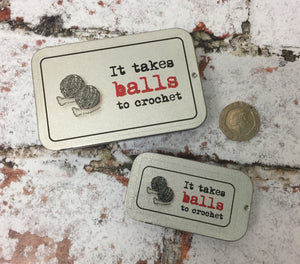 It takes
balls
to crochet
It takes
balls
to crochet